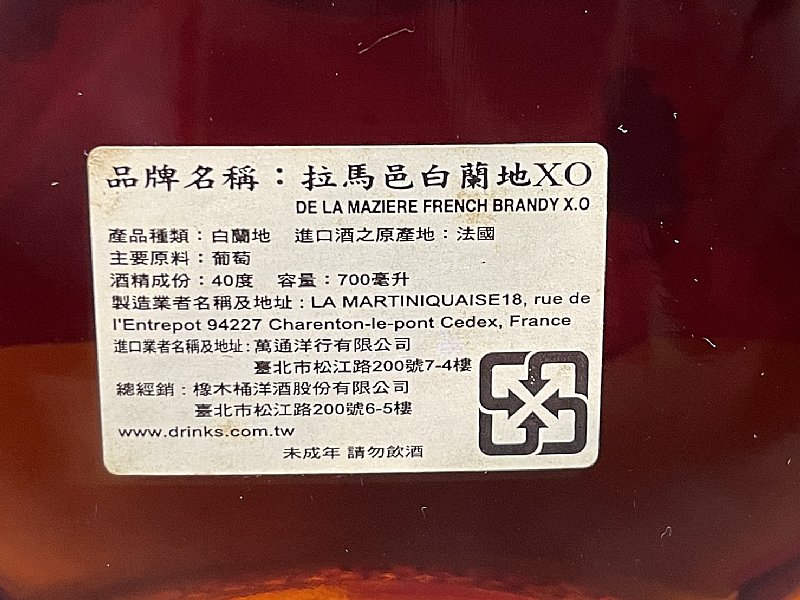 品牌名稱：拉馬邑白蘭地XO
DE LA MAZIERE FRENCH BRANDY X.O
產品種類：白蘭地　進口酒之原產地：法國
主要原料：葡萄
酒精成份：40度　容量：700毫升
製造業者名稱及地址：LA MARTINIQUAISE18, rue de
l'Entrepot 94227 Charenton-le-pont Cedex, France
進口業者名稱及地址：萬通洋行有限公司
臺北市松江路200號7-4樓
總經銷：橡木桶洋酒股份有限公司
臺北市松江路200號6-5樓
www.drinks.com.tw
未成年 請勿飲酒